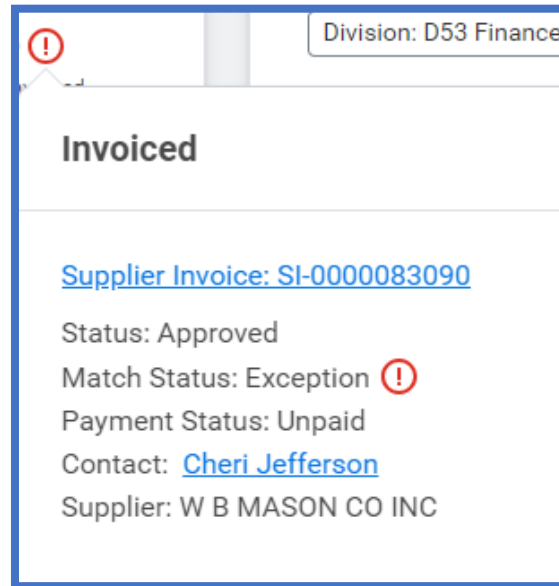 Division: D53 Finance
Invoiced
Supplier Invoice: SI-0000083090
Status: Approved
Match Status: Exception
Payment Status: Unpaid
Contact: Cheri Jefferson
Supplier: W B MASON CO INC